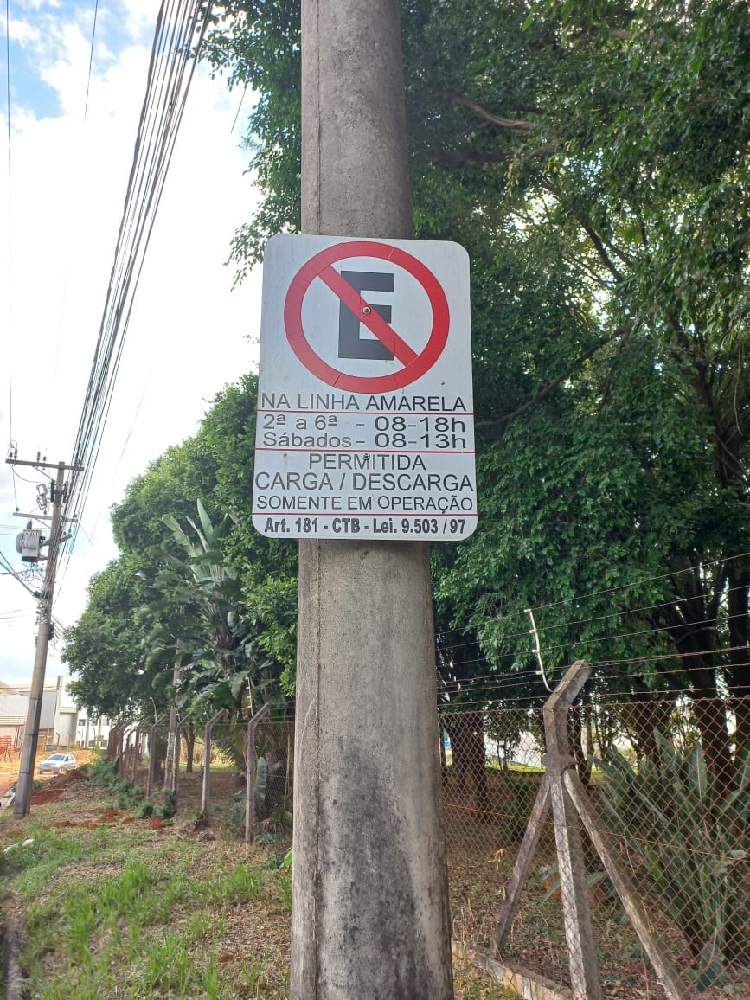 E
NA LINHA AMARELA
2ª a 6ª - 08-18h
Sábados - 08-13h
PERMITIDA
CARGA / DESCARGA
SOMENTE EM OPERAÇÃO
Art. 181 - CTB - Lei. 9.503 / 97